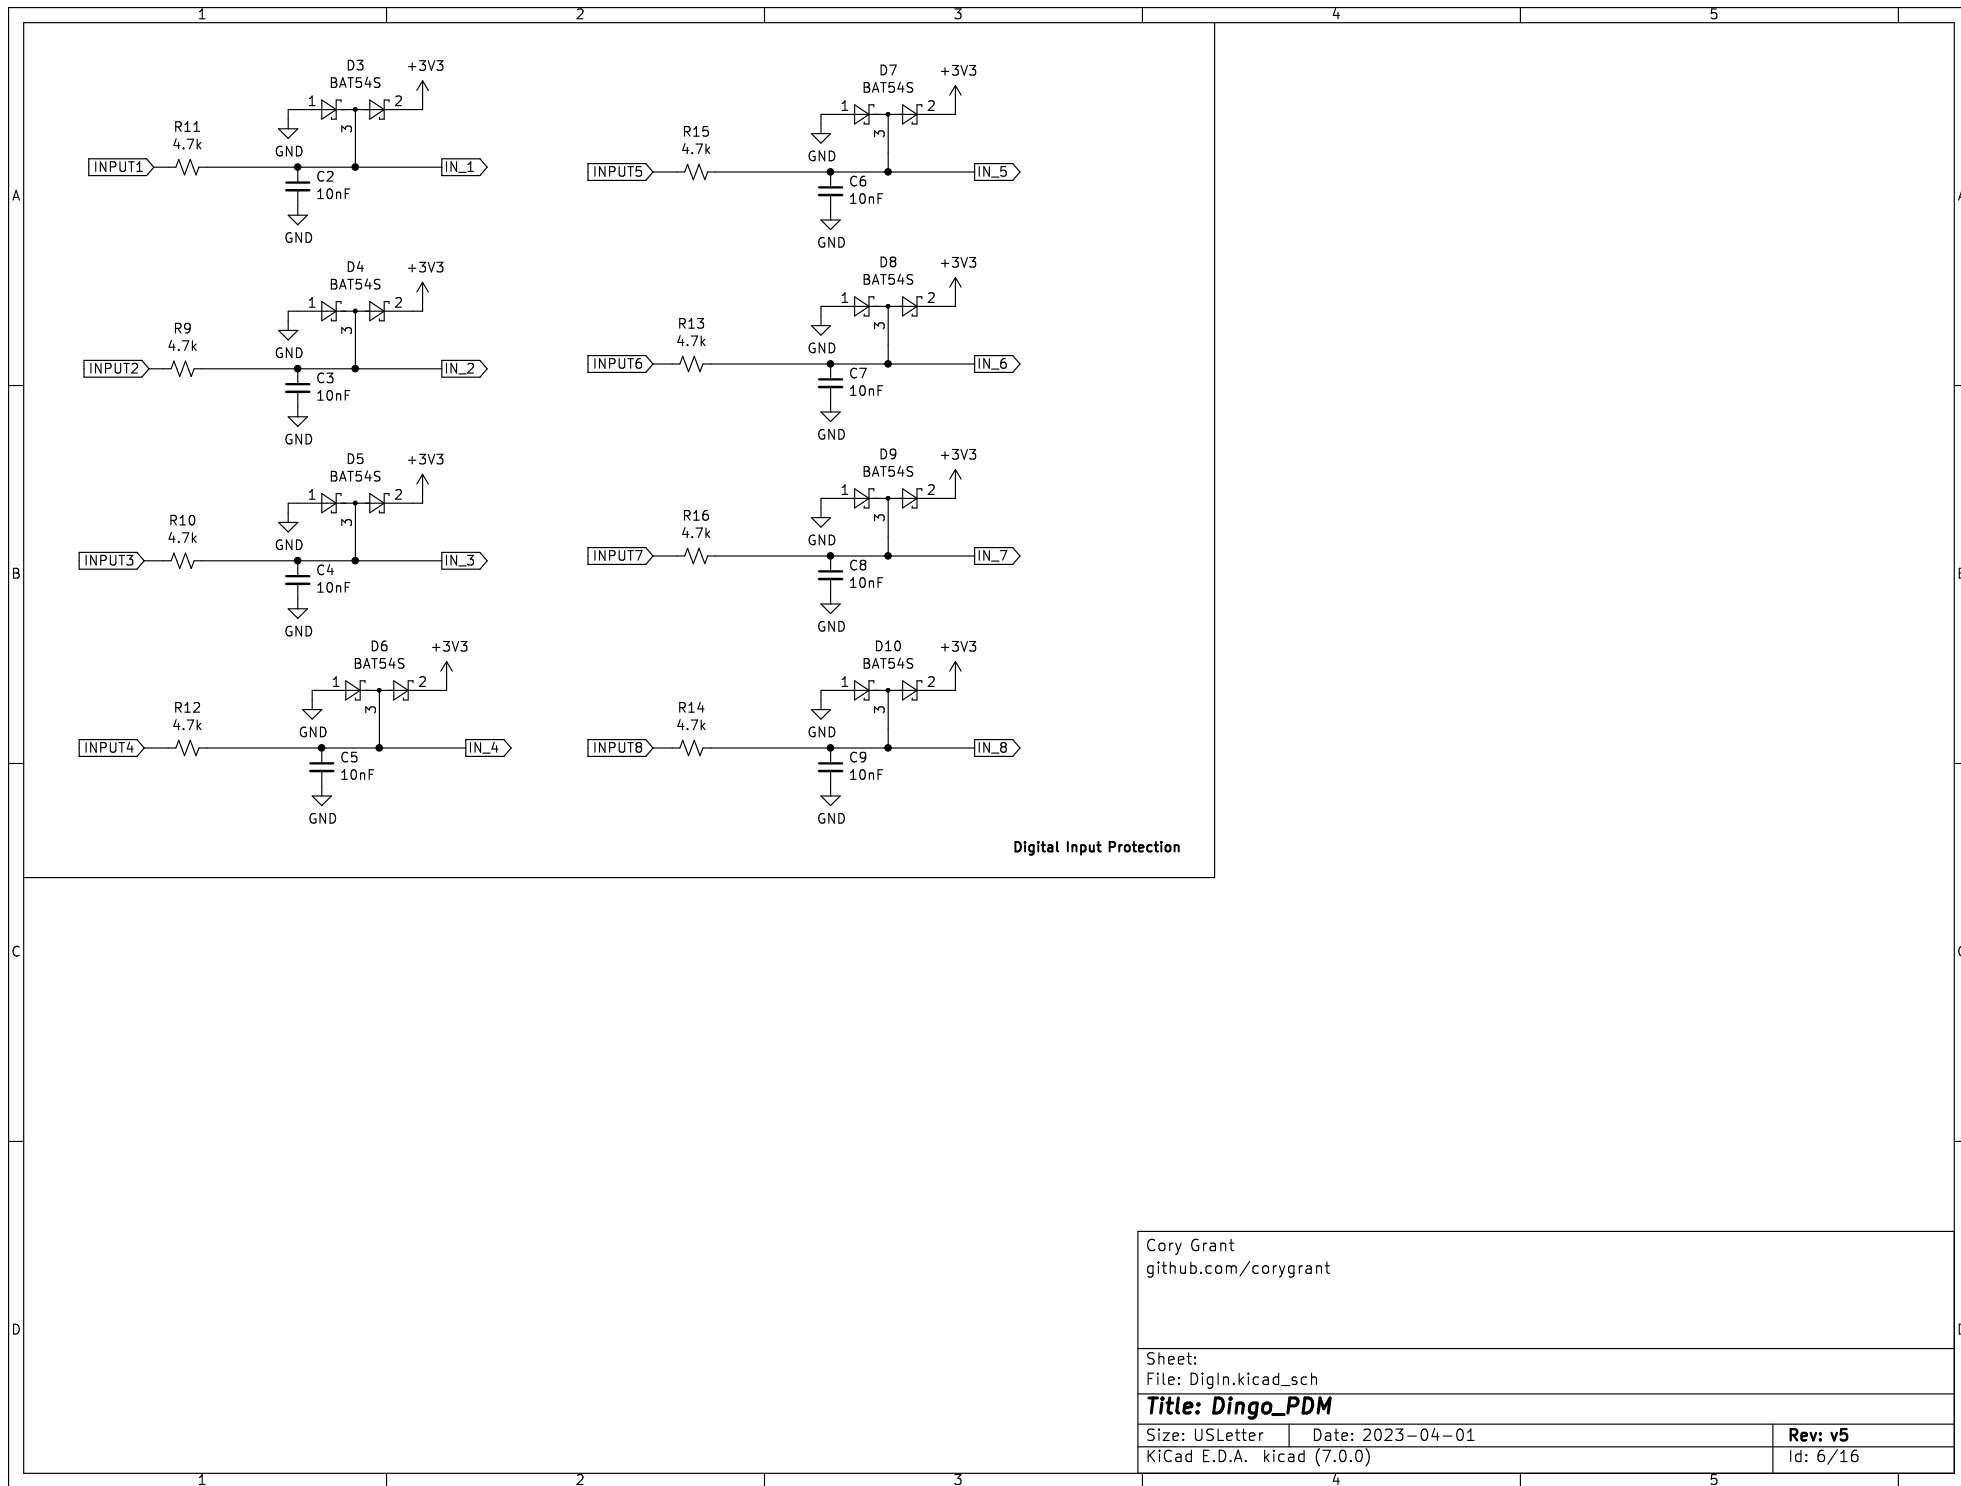 1 2 3 4 5
D3
BAT54S
+3V3
1 2
3
GND
R11
4.7k
INPUT1
IN_1
C2
10nF
GND
D7
BAT54S
+3V3
1 2
3
GND
R15
4.7k
INPUT5
IN_5
C6
10nF
GND
A
D4
BAT54S
+3V3
1 2
3
GND
R9
4.7k
INPUT2
IN_2
C3
10nF
GND
D8
BAT54S
+3V3
1 2
3
GND
R13
4.7k
INPUT6
IN_6
C7
10nF
GND
D5
BAT54S
+3V3
1 2
3
GND
R10
4.7k
INPUT3
IN_3
C4
10nF
GND
D9
BAT54S
+3V3
1 2
3
GND
R16
4.7k
INPUT7
IN_7
C8
10nF
GND
B
D6
BAT54S
+3V3
1 2
3
GND
R12
4.7k
INPUT4
IN_4
C5
10nF
GND
D10
BAT54S
+3V3
1 2
3
GND
R14
4.7k
INPUT8
IN_8
C9
10nF
GND
Digital Input Protection
C
D
Cory Grant
github.com/corygrant
Sheet:
File: DigIn.kicad_sch
Title: Dingo_PDM
Size: USLetter Date: 2023-04-01 Rev: v5
KiCad E.D.A. kicad (7.0.0) Id: 6/16
1 2 3 4 5